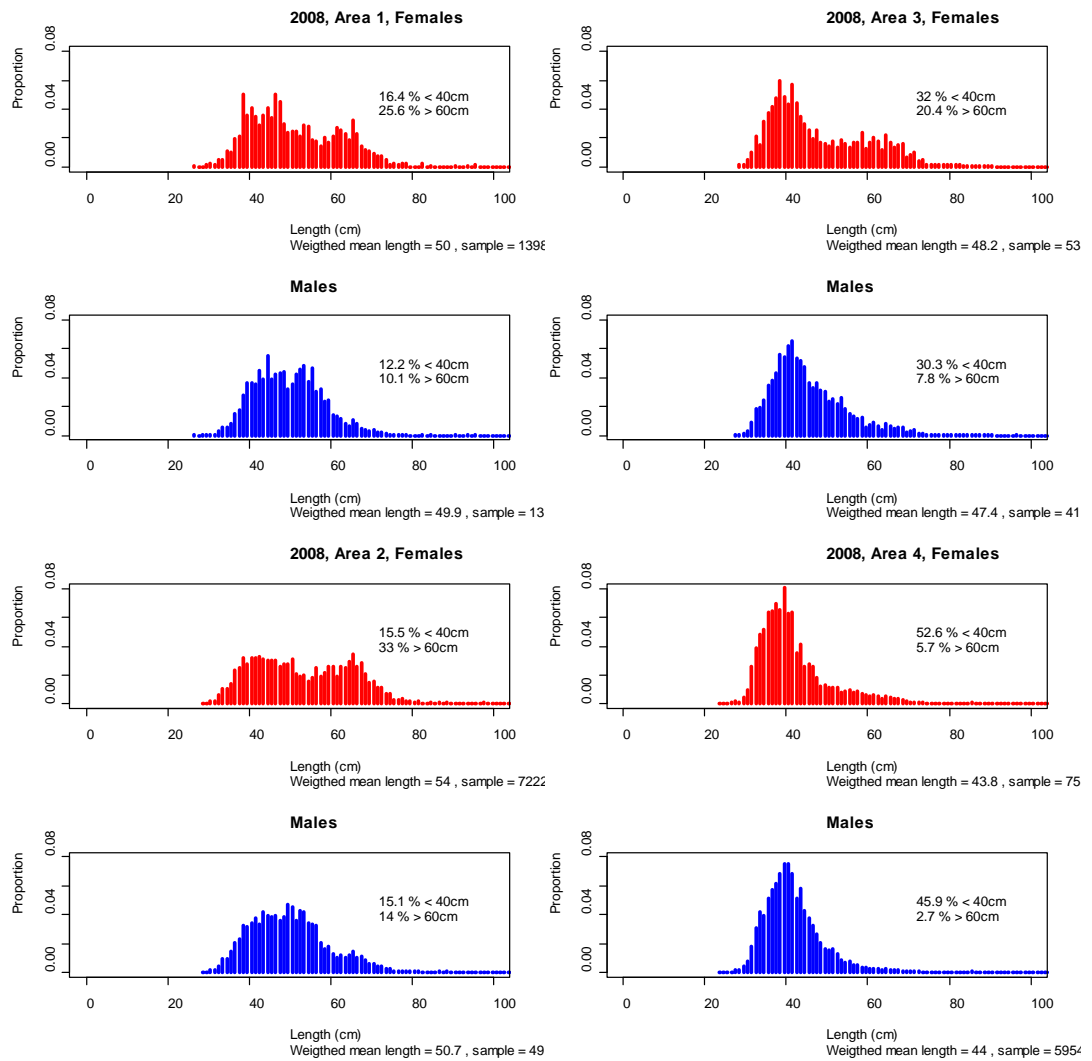 2008, Area 1, Females
Proportion
0.00 0.04 0.08
16.4 % < 40cm
25.6 % > 60cm
0 20 40 60 80 100
Length (cm)
Weigthed mean length = 50 , sample = 1398
Males
Proportion
0.00 0.04 0.08
12.2 % < 40cm
10.1 % > 60cm
0 20 40 60 80 100
Length (cm)
Weigthed mean length = 49.9 , sample = 13
2008, Area 2, Females
Proportion
0.00 0.04 0.08
15.5 % < 40cm
33 % > 60cm
0 20 40 60 80 100
Length (cm)
Weigthed mean length = 54 , sample = 7222
Males
Proportion
0.00 0.04 0.08
15.1 % < 40cm
14 % > 60cm
0 20 40 60 80 100
Length (cm)
Weigthed mean length = 50.7 , sample = 49
2008, Area 3, Females
Proportion
0.00 0.04 0.08
32 % < 40cm
20.4 % > 60cm
0 20 40 60 80 100
Length (cm)
Weigthed mean length = 48.2 , sample = 53
Males
Proportion
0.00 0.04 0.08
30.3 % < 40cm
7.8 % > 60cm
0 20 40 60 80 100
Length (cm)
Weigthed mean length = 47.4 , sample = 41
2008, Area 4, Females
Proportion
0.00 0.04 0.08
52.6 % < 40cm
5.7 % > 60cm
0 20 40 60 80 100
Length (cm)
Weigthed mean length = 43.8 , sample = 75
Males
Proportion
0.00 0.04 0.08
45.9 % < 40cm
2.7 % > 60cm
0 20 40 60 80 100
Length (cm)
Weigthed mean length = 44 , sample = 5954